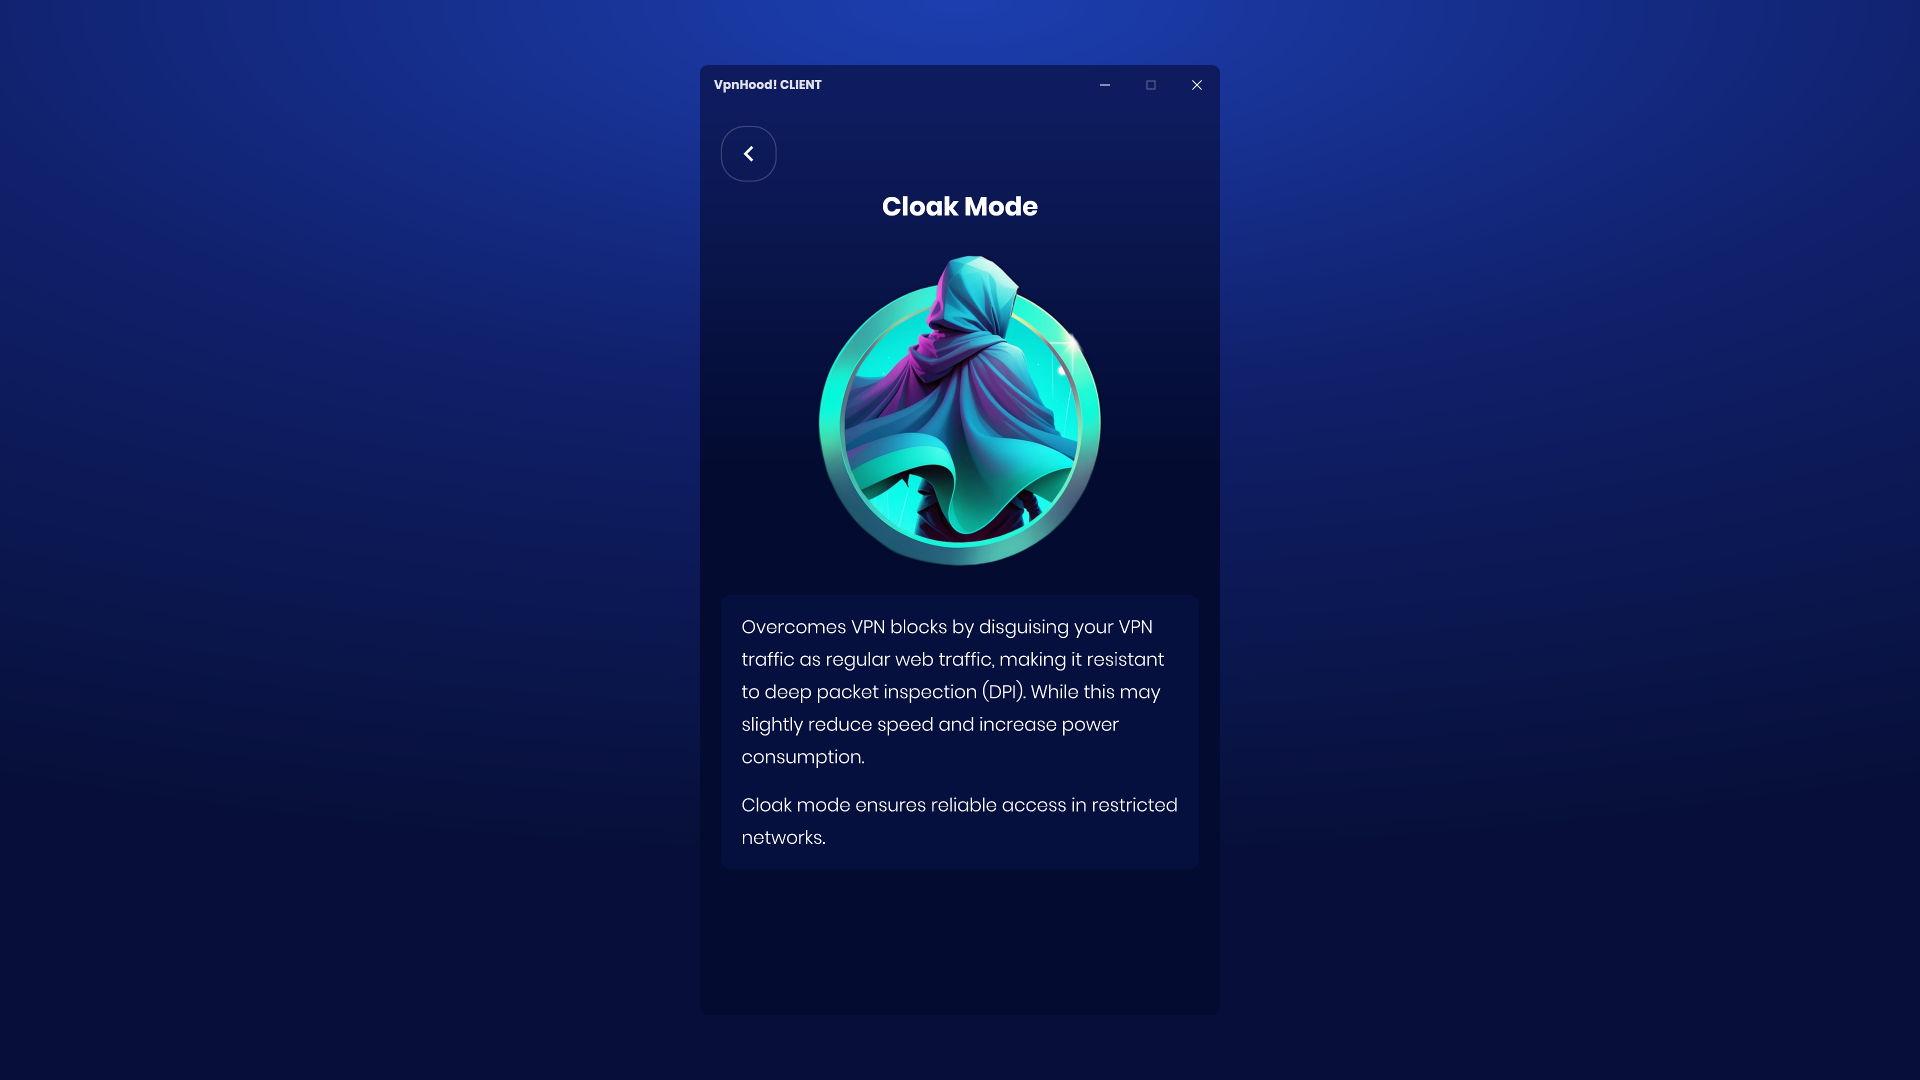 VpnHood! CLIENT
Cloak Mode
Overcomes VPN blocks by disguising your VPN
traffic as regular web traffic, making it resistant
to deep packet inspection (DPI). While this may
slightly reduce speed and increase power
consumption.
Cloak mode ensures reliable access in restricted
networks.